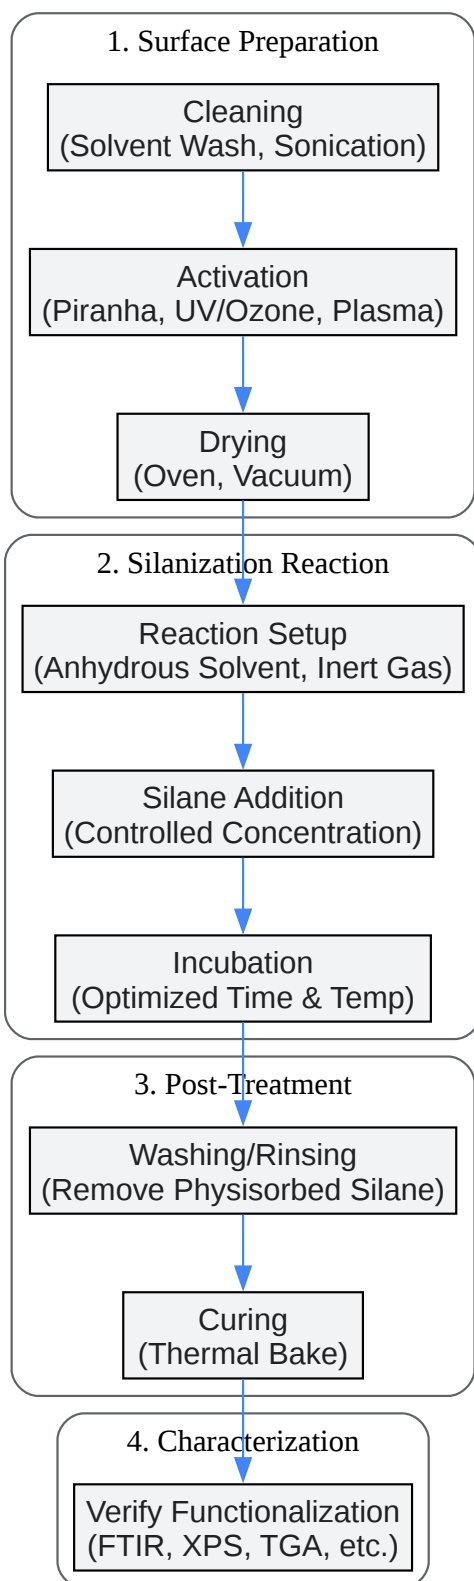 1. Surface Preparation
Cleaning
(Solvent Wash, Sonication)
Activation
(Piranha, UV/Ozone, Plasma)
Drying
(Oven, Vacuum)
2. Silanization Reaction
Reaction Setup
(Anhydrous Solvent, Inert Gas)
Silane Addition
(Controlled Concentration)
Incubation
(Optimized Time & Temp)
3. Post-Treatment
Washing/Rinsing
(Remove Physisorbed Silane)
Curing
(Thermal Bake)
4. Characterization
Verify Functionalization
(FTIR, XPS, TGA, etc.)